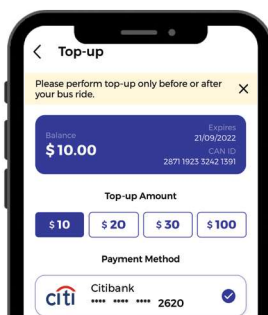 Top-up
Please perform top-up only before or after
your bus ride.
Balance
$10.00
Expires
21/09/2022
CAN ID
2871 1923 3242 1391
Top-up Amount
$10 $20 $30 $100
Payment Method
citi Citibank
•••• •••• •••• 2620